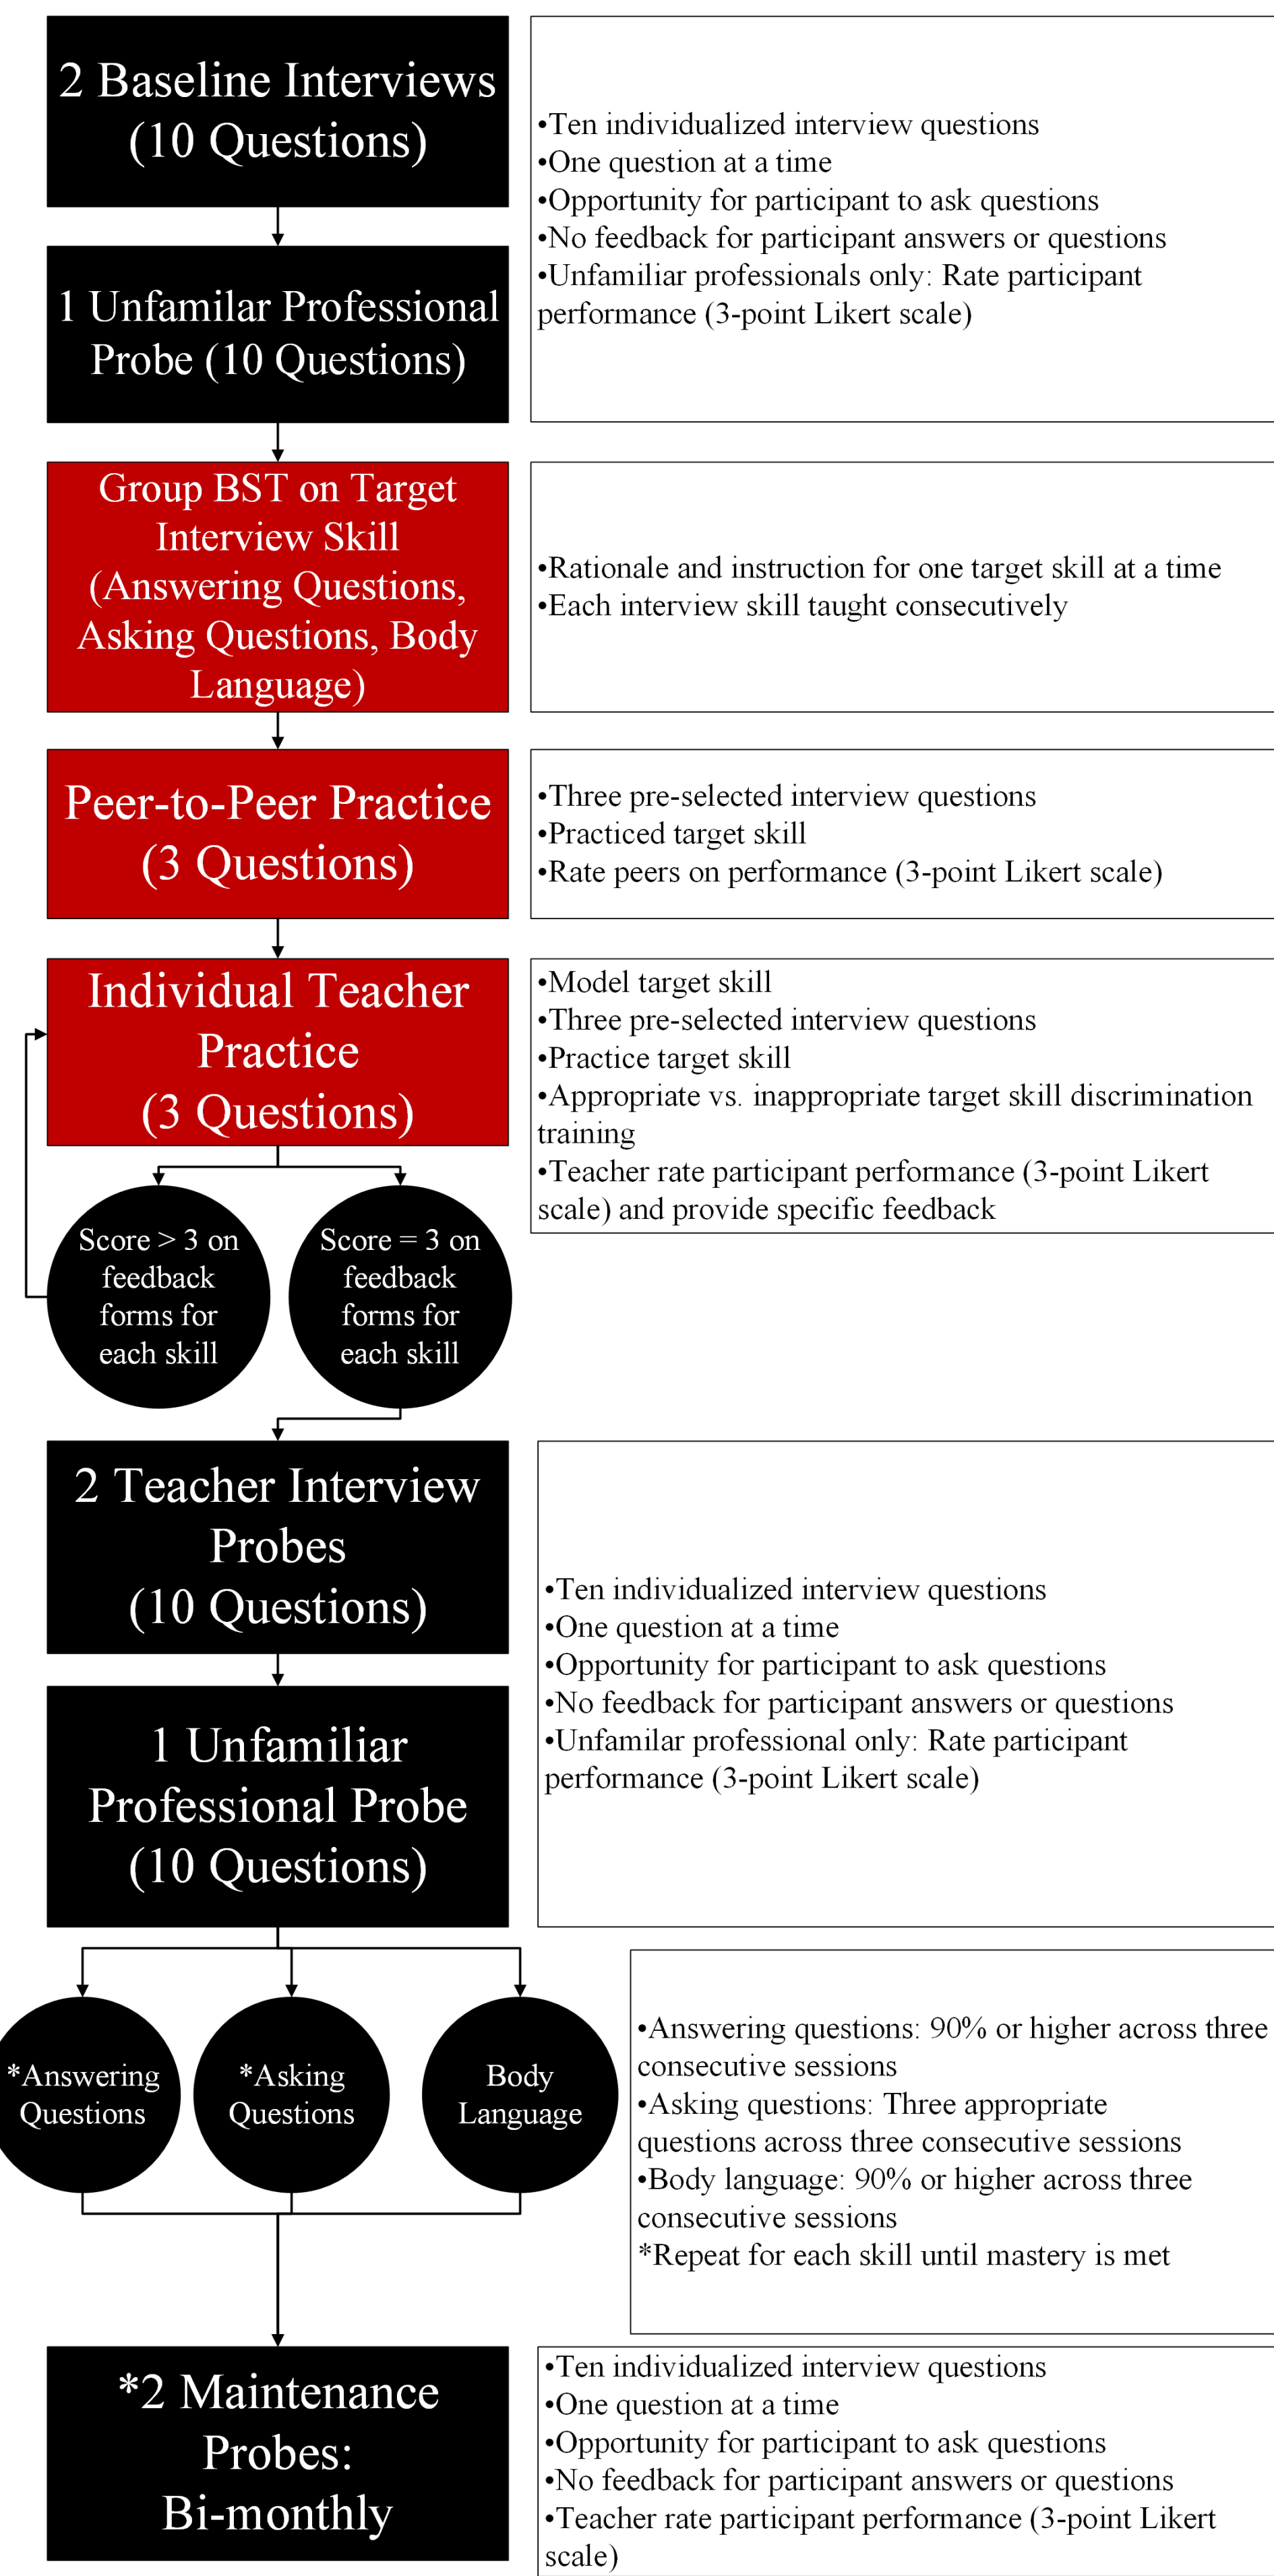 2 Baseline Interviews
(10 Questions)
•Ten individualized interview questions
•One question at a time
•Opportunity for participant to ask questions
•No feedback for participant answers or questions
•Unfamiliar professionals only: Rate participant
performance (3-point Likert scale)
1 Unfamilar Professional
Probe (10 Questions)
Group BST on Target
Interview Skill
(Answering Questions,
Asking Questions, Body
Language)
•Rationale and instruction for one target skill at a time
•Each interview skill taught consecutively
Peer-to-Peer Practice
(3 Questions)
•Three pre-selected interview questions
•Practiced target skill
•Rate peers on performance (3-point Likert scale)
Individual Teacher
Practice
(3 Questions)
•Model target skill
•Three pre-selected interview questions
•Practice target skill
•Appropriate vs. inappropriate target skill discrimination
training
•Teacher rate participant performance (3-point Likert
scale) and provide specific feedback
Score > 3 on
feedback
forms for
each skill
Score = 3 on
feedback
forms for
each skill
2 Teacher Interview
Probes
(10 Questions)
1 Unfamiliar
Professional Probe
(10 Questions)
•Ten individualized interview questions
•One question at a time
•Opportunity for participant to ask questions
•No feedback for participant answers or questions
•Unfamilar professional only: Rate participant
performance (3-point Likert scale)
*Answering
Questions
*Asking
Questions
Body
Language
•Answering questions: 90% or higher across three
consecutive sessions
•Asking questions: Three appropriate
questions across three consecutive sessions
•Body language: 90% or higher across three
consecutive sessions
*Repeat for each skill until mastery is met
*2 Maintenance
Probes:
Bi-monthly
•Ten individualized interview questions
•One question at a time
•Opportunity for participant to ask questions
•No feedback for participant answers or questions
•Teacher rate participant performance (3-point Likert
scale)